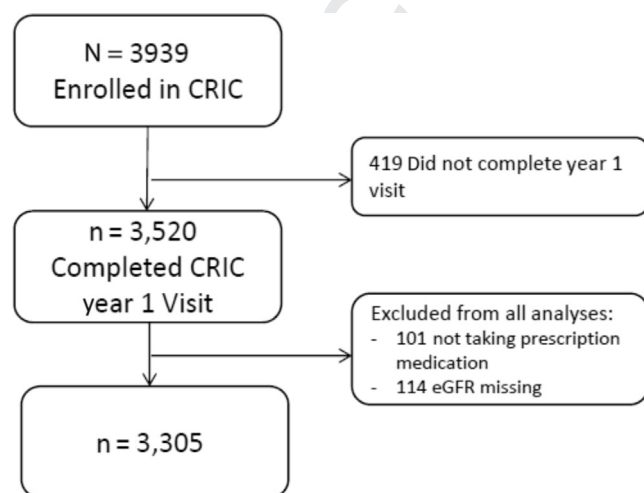 N = 3939
Enrolled in CRIC
419 Did not complete year 1
visit
n = 3,520
Completed CRIC
year 1 Visit
Excluded from all analyses:
- 101 not taking prescription
medication
- 114 eGFR missing
n = 3,305